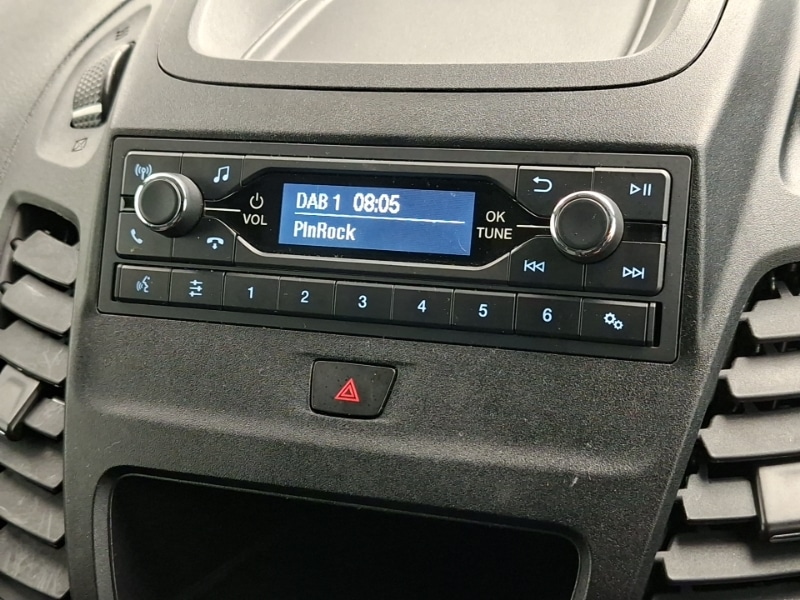 DAB 1 08:05
PlnRock
VOL
OK
TUNE
1 2 3 4 5 6